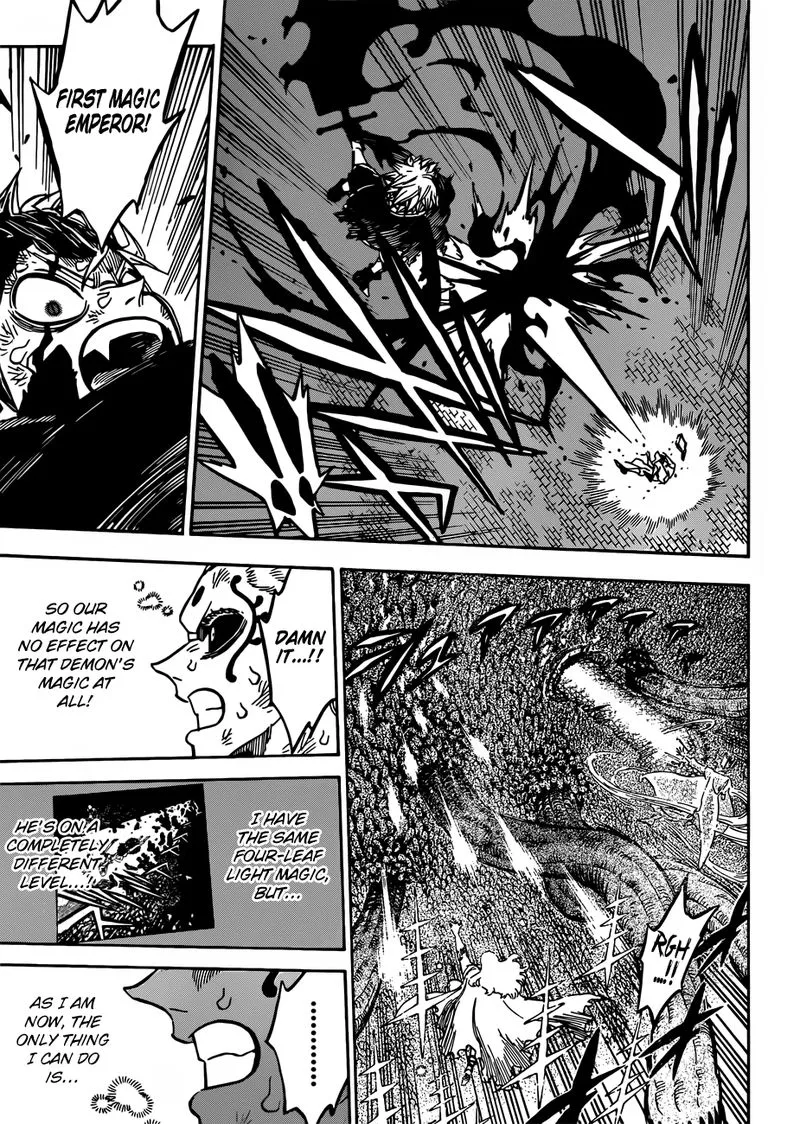 FIRST MAGIC
EMPEROR!
RGH
....!!
DAMN
IT...!!
SO OUR
MAGIC HAS
NO EFFECT ON
THAT DEMON'S
MAGIC AT
ALL!
I HAVE
THE SAME
FOUR-LEAF
LIGHT MAGIC,
BUT...
HE'S ON A
COMPLETELY
DIFFERENT
LEVEL...!
.........
AS I AM
NOW, THE
ONLY THING
I CAN DO
IS...